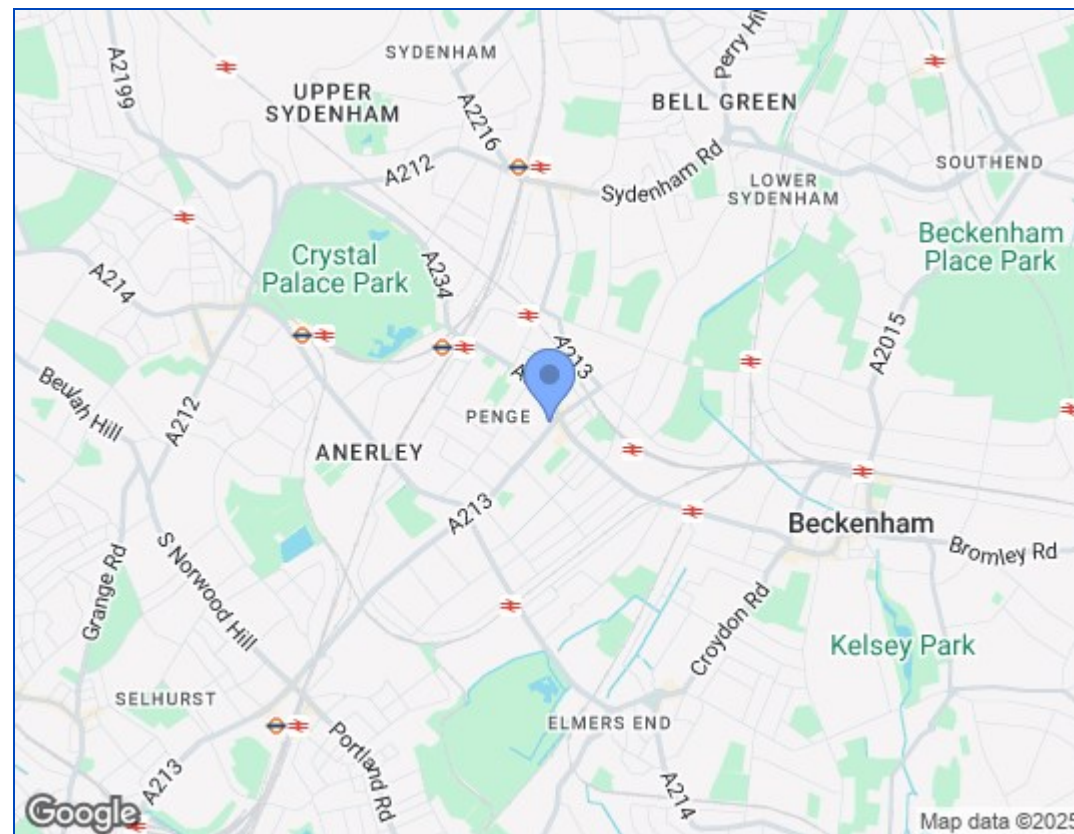 SYDENHAM
Perry Hil
A2199
UPPER
SYDENHAM
A2216
BELL GREEN
A212
Sydenham Rd
SOUTHEND
LOWER
SYDENHAM
Beckenham
Place Park
Crystal
Palace Park
A234
A214
A213
A2015
Beulah Hill
A212
PENGE
ANERLEY
A213
Beckenham
Bromley Rd
S Norwood Hill
Grange Rd
Croydon Rd
Kelsey Park
SELHURST
ELMERS END
Portland Rd
A213
A214
Google
Map data ©2025